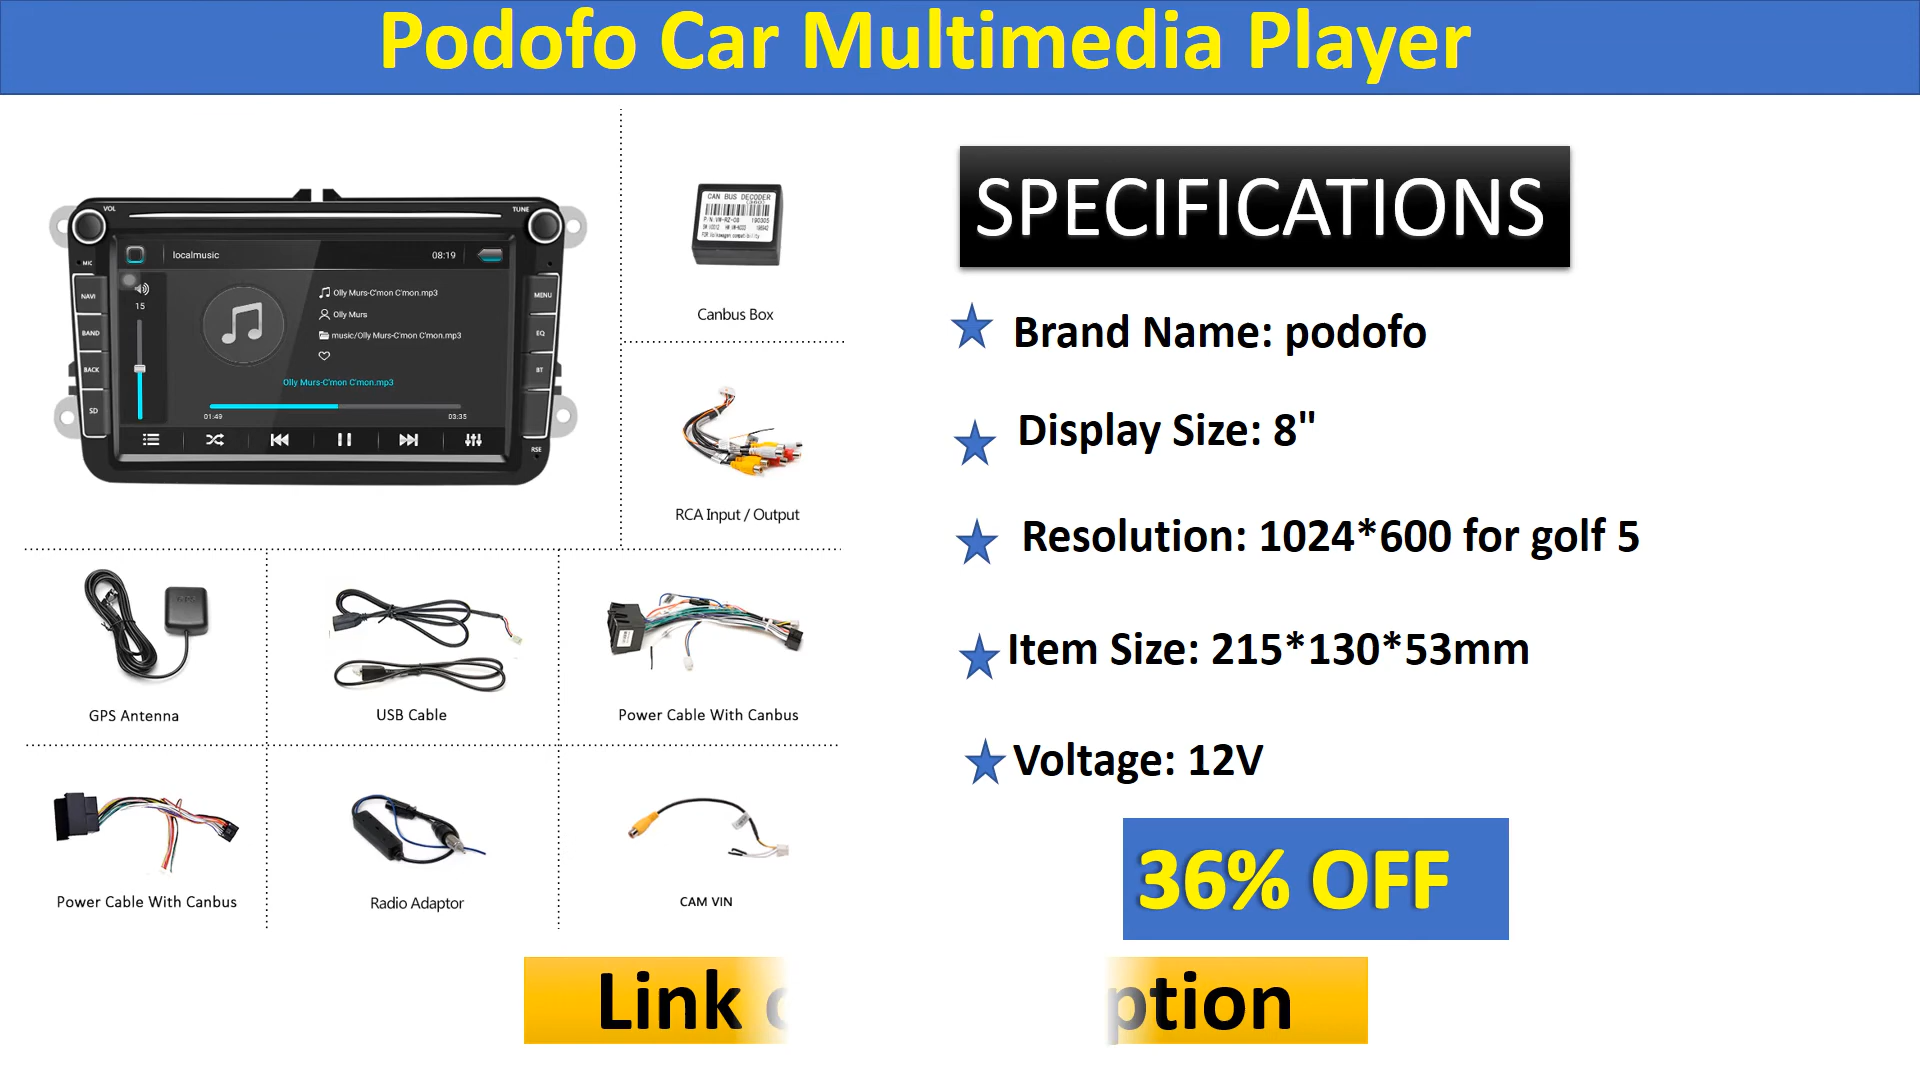 Podofo Car Multimedia Player
VOL
TUNE
MIC
localmusic
08:19
NAVI
BAND
BACK
SD
15
Olly Murs-C'mon C'mon.mp3
Olly Murs
music/Olly Murs-C'mon C'mon.mp3
Olly Murs-C'mon C'mon.mp3
01:49
03:35
MENU
EQ
BT
RSE
CAN BUS DECODER
Canbus Box
RCA Input / Output
GPS Antenna
USB Cable
Power Cable With Canbus
Power Cable With Canbus
Radio Adaptor
CAM VIN
SPECIFICATIONS
Brand Name: podofo
Display Size: 8"
Resolution: 1024*600 for golf 5
Item Size: 215*130*53mm
Voltage: 12V
36% OFF
Link
ption